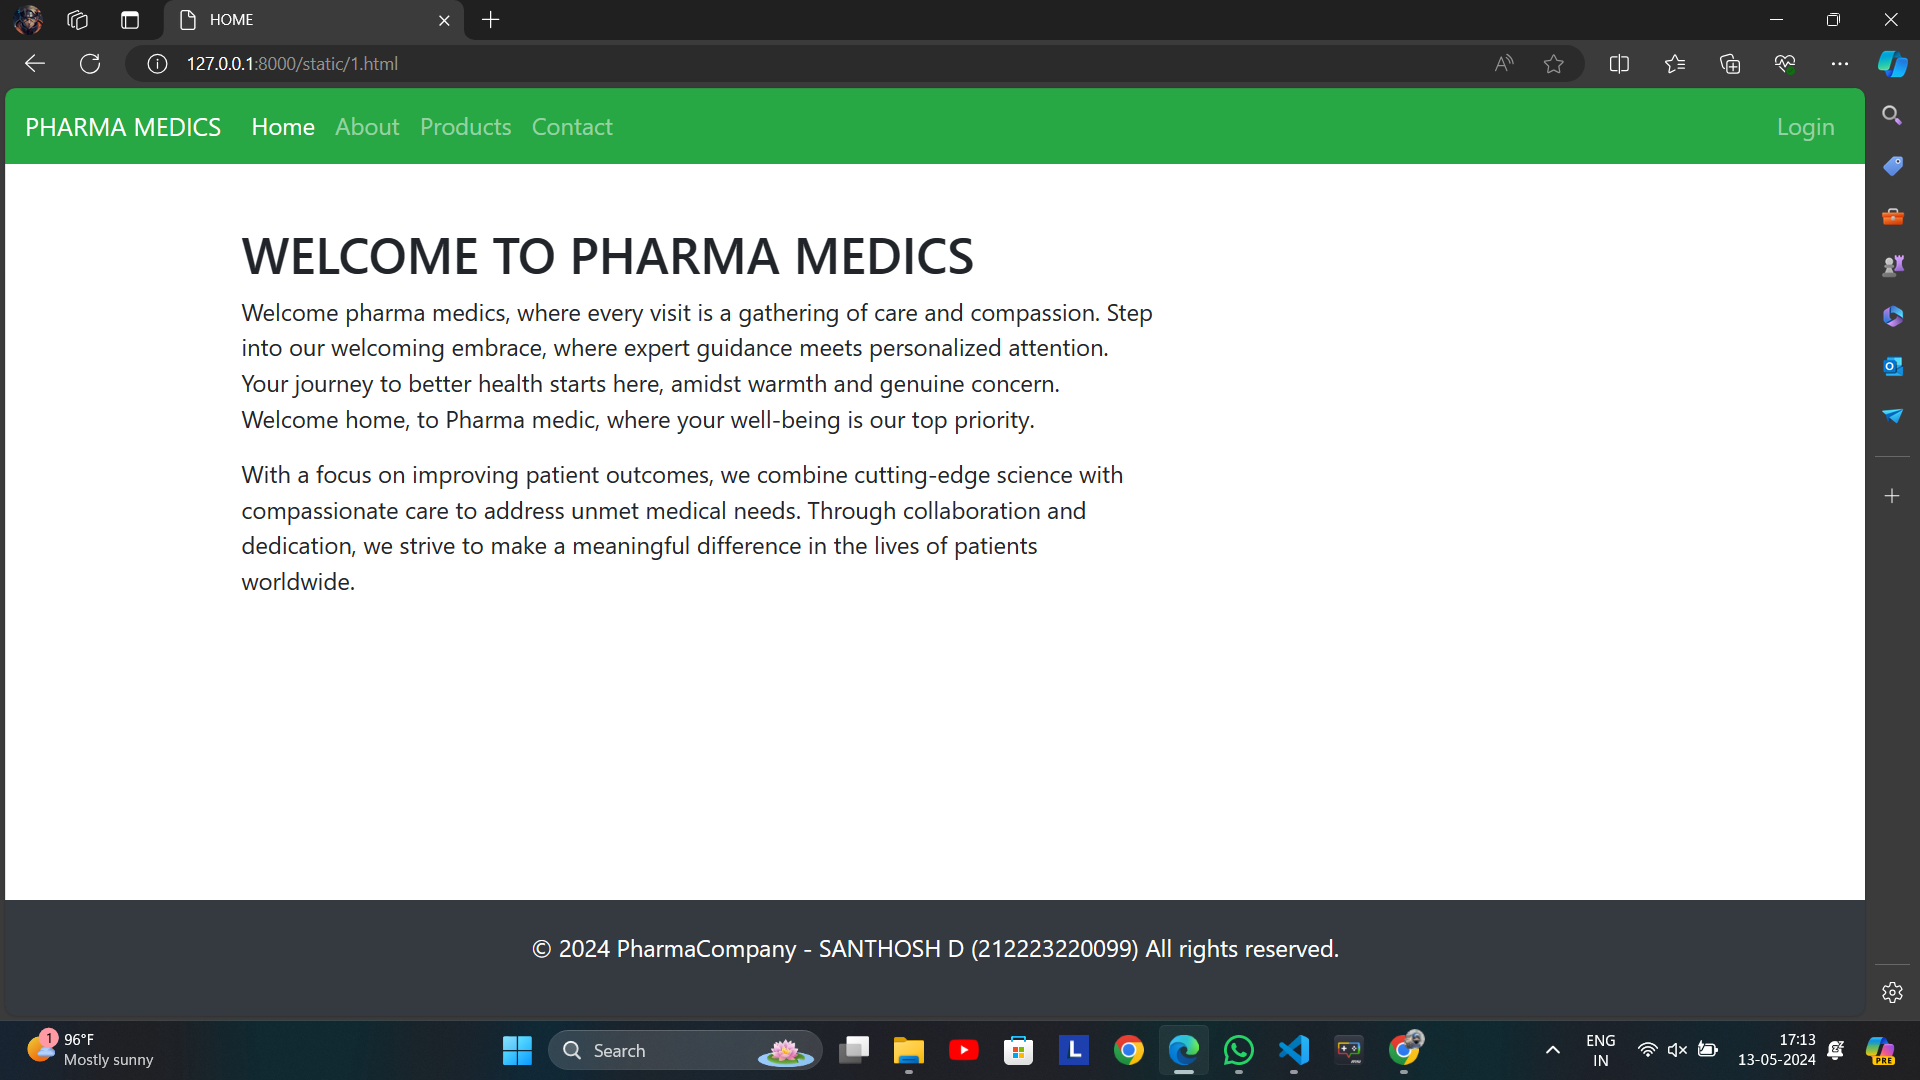 HOME
127.0.0.1:8000/static/1.html
PHARMA MEDICS Home About Products Contact Login
WELCOME TO PHARMA MEDICS
Welcome pharma medics, where every visit is a gathering of care and compassion. Step
into our welcoming embrace, where expert guidance meets personalized attention.
Your journey to better health starts here, amidst warmth and genuine concern.
Welcome home, to Pharma medic, where your well-being is our top priority.
With a focus on improving patient outcomes, we combine cutting-edge science with
compassionate care to address unmet medical needs. Through collaboration and
dedication, we strive to make a meaningful difference in the lives of patients
worldwide.
© 2024 PharmaCompany - SANTHOSH D (212223220099) All rights reserved.
1
96°F
Mostly sunny
Search
L
ENG
IN
17:13
13-05-2024
PRE